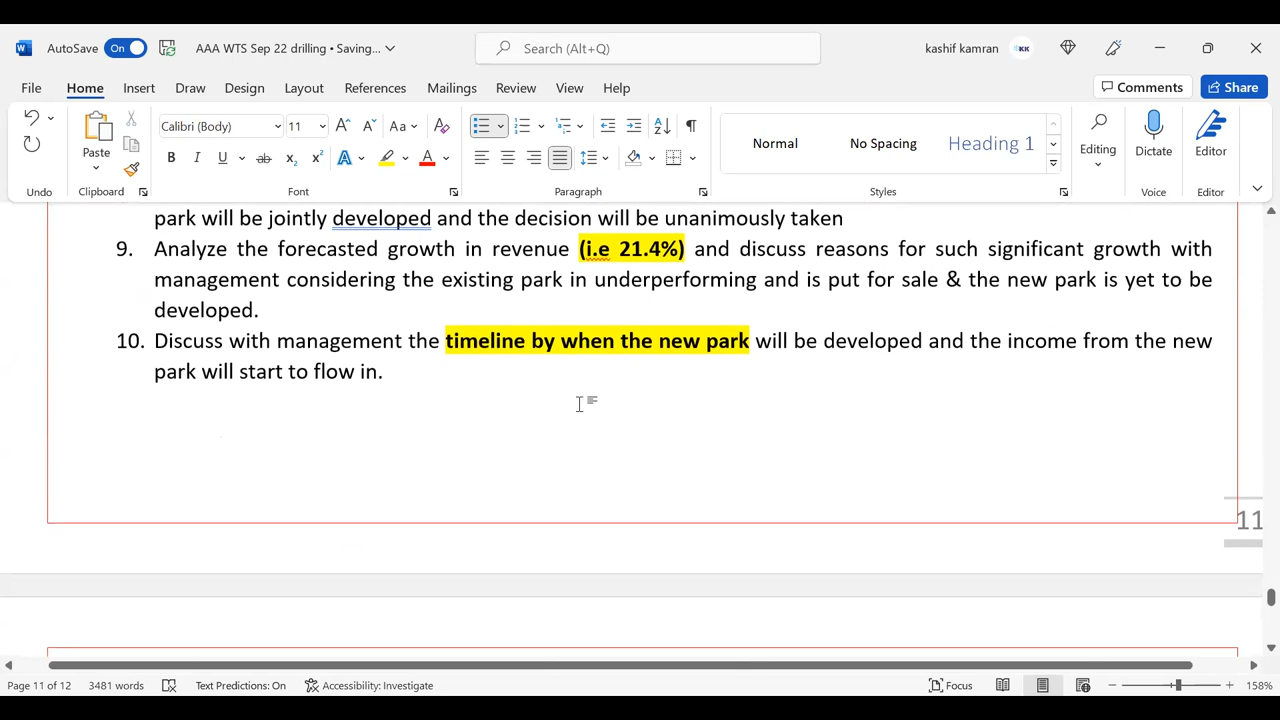 AutoSave On AAA WTS Sep 22 drilling • Saving... Search (Alt+Q) kashif kamran KK
File Home Insert Draw Design Layout References Mailings Review View Help Comments Share
Calibri (Body) 11 Aa Normal No Spacing Heading 1
Paste Editing Dictate Editor
Undo Clipboard Font Paragraph Styles Voice Editor
park will be jointly developed and the decision will be unanimously taken
9. Analyze the forecasted growth in revenue (i.e 21.4%) and discuss reasons for such significant growth with
management considering the existing park in underperforming and is put for sale & the new park is yet to be
developed.
10. Discuss with management the timeline by when the new park will be developed and the income from the new
park will start to flow in.
11
Page 11 of 12 3481 words Text Predictions: On Accessibility: Investigate Focus 158%